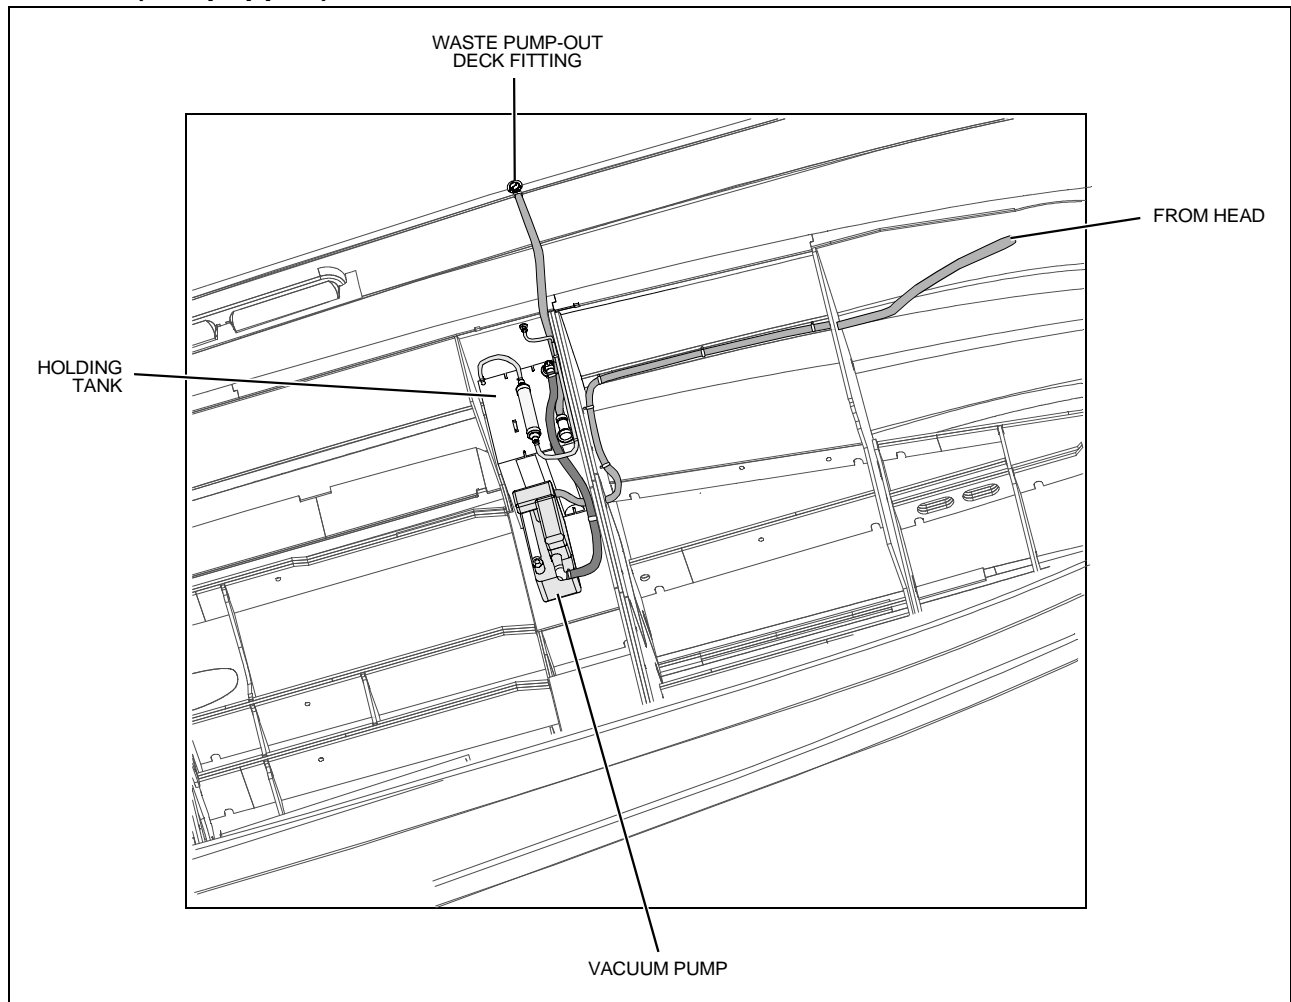 WASTE PUMP-OUT
DECK FITTING
FROM HEAD
HOLDING
TANK
VACUUM PUMP